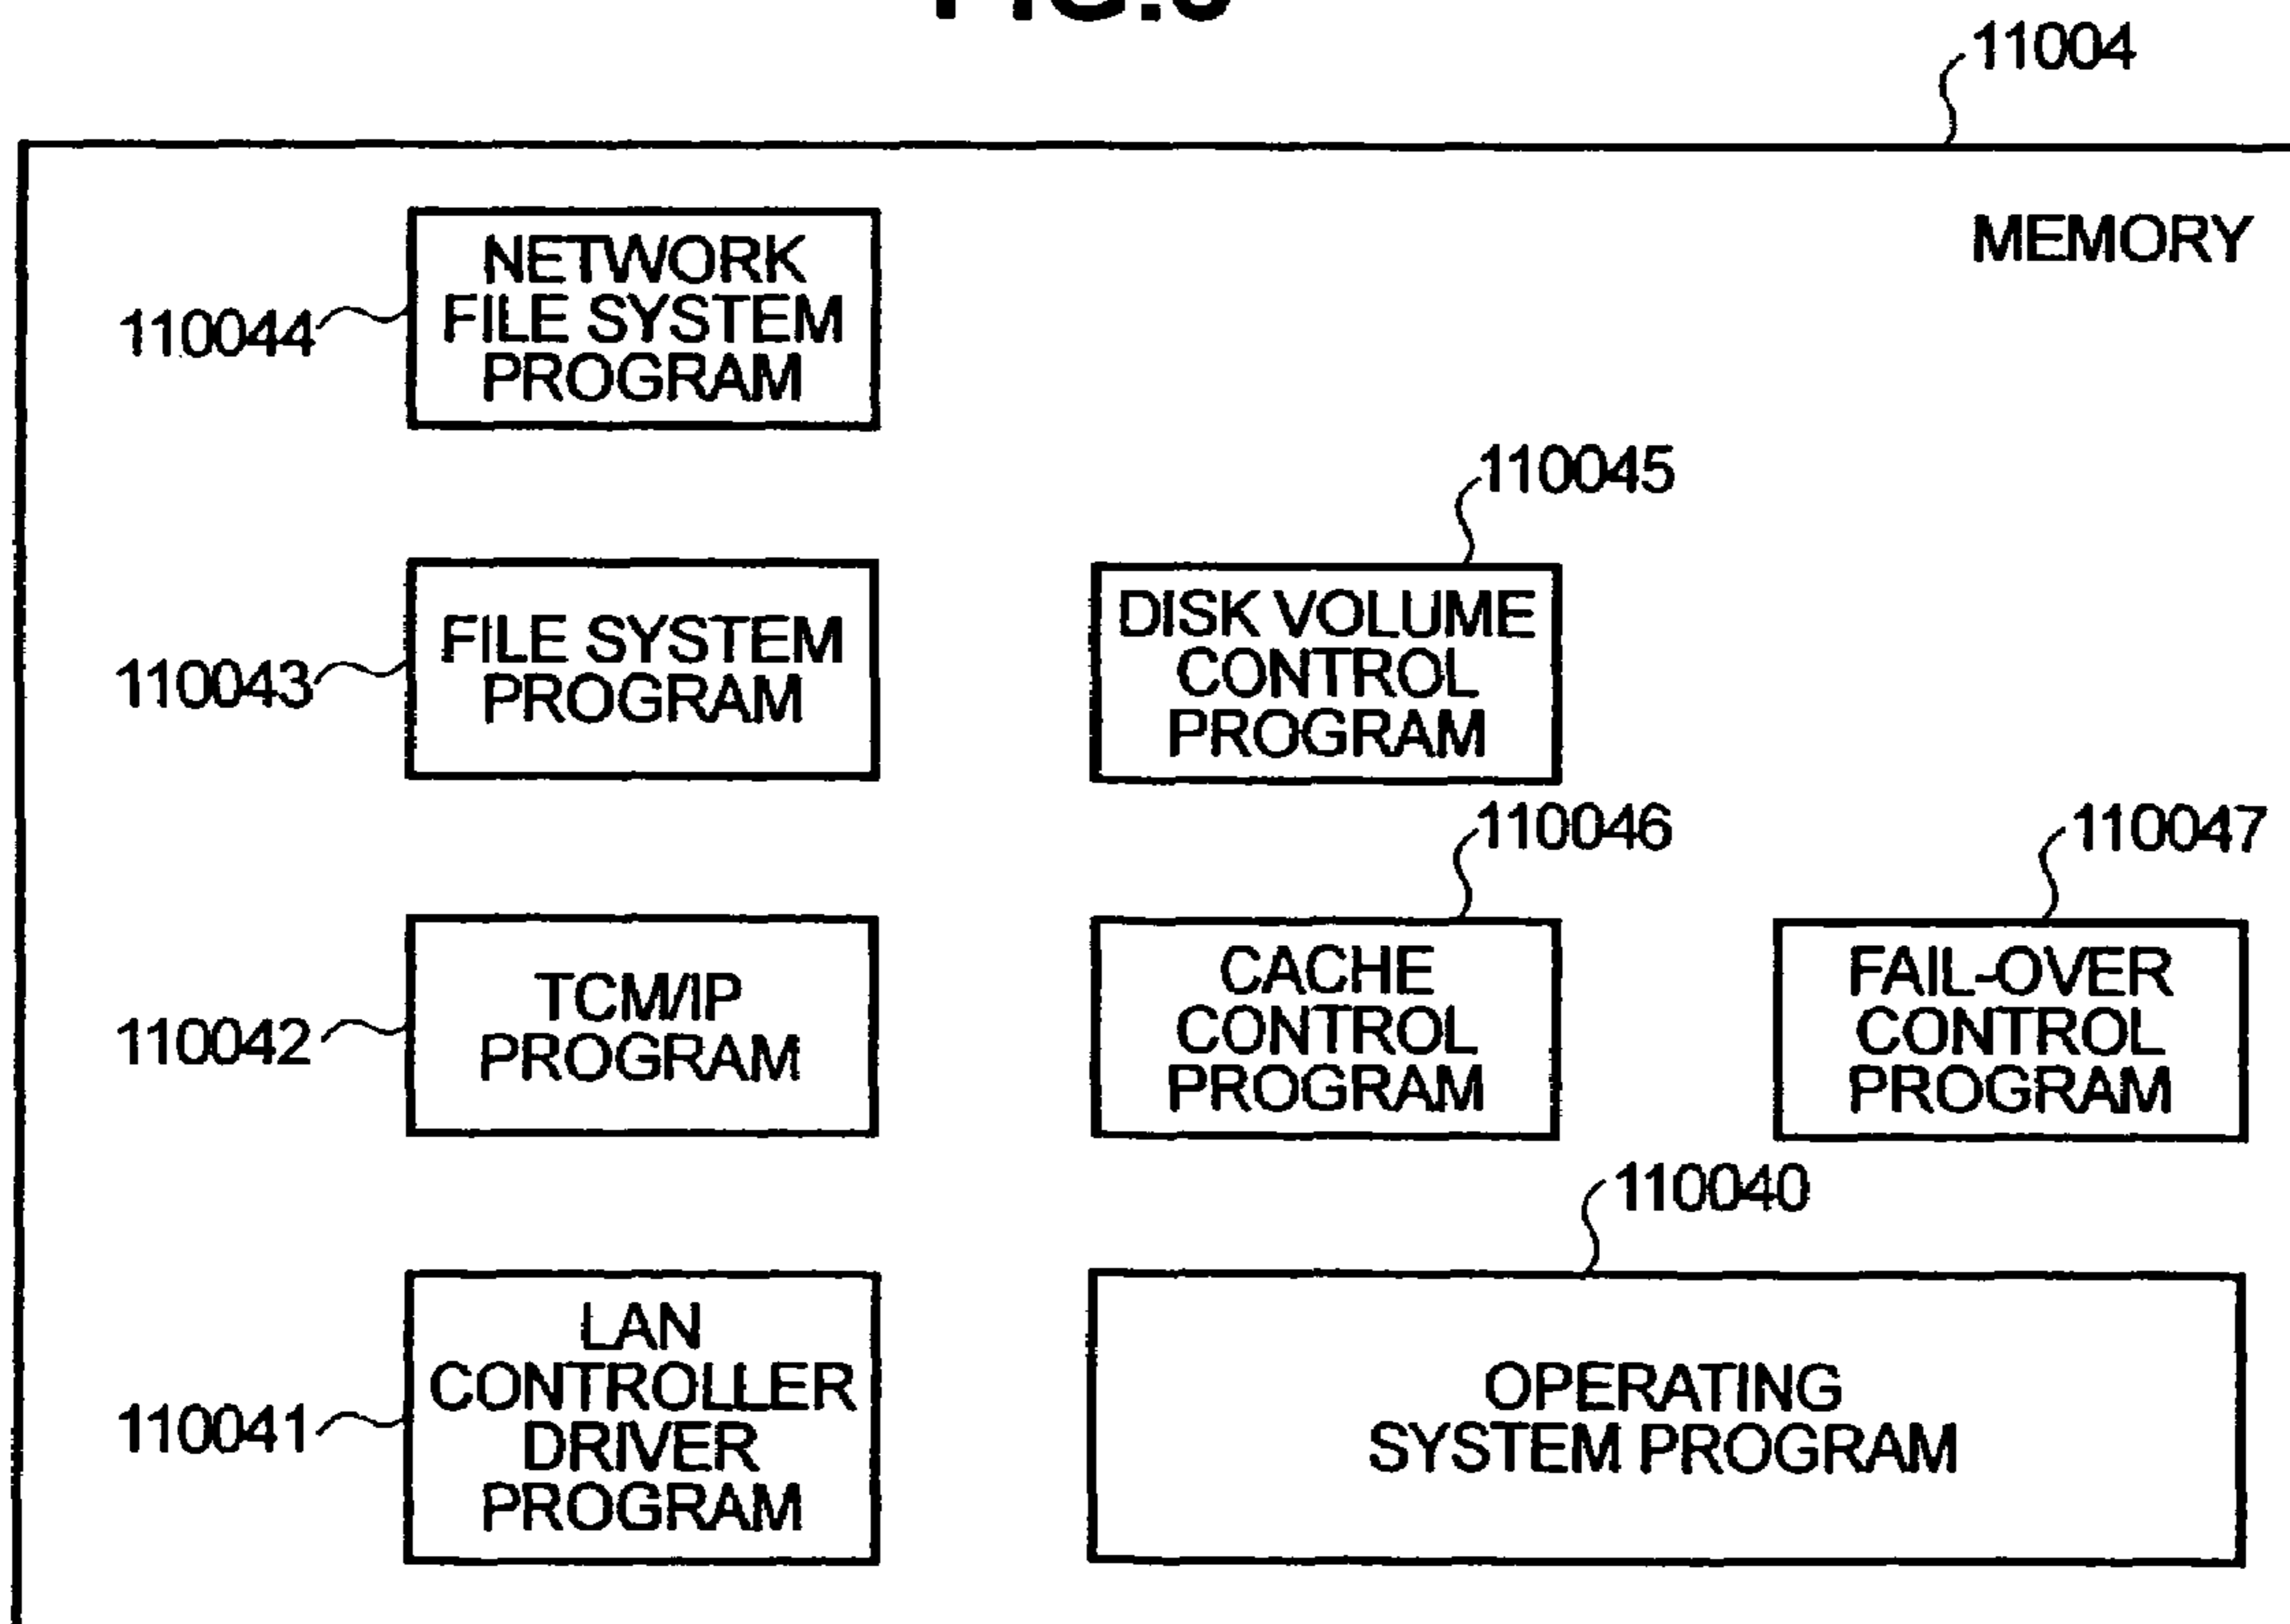 11004
MEMORY
NETWORK
FILE SYSTEM
PROGRAM
110044
110045
FILE SYSTEM
PROGRAM
110043
DISK VOLUME
CONTROL
PROGRAM
110046
110047
TCM/IP
PROGRAM
110042
CACHE
CONTROL
PROGRAM
FAIL-OVER
CONTROL
PROGRAM
110040
LAN
CONTROLLER
DRIVER
PROGRAM
110041
OPERATING
SYSTEM PROGRAM